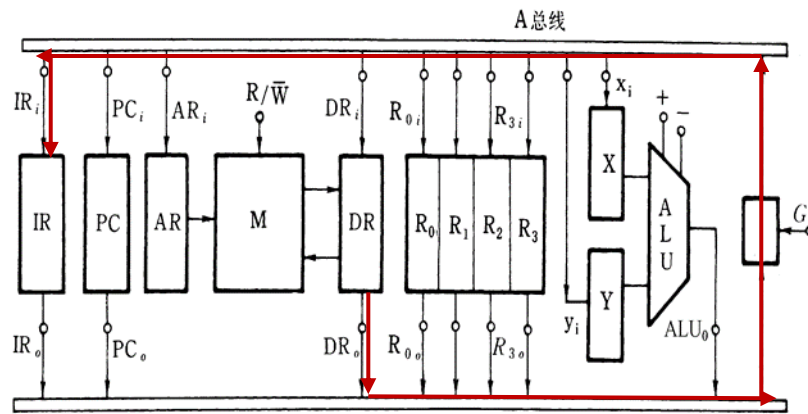 A总线
IRᵢ PCᵢ ARᵢ R/W̅ DRᵢ R₀ᵢ R₃ᵢ xᵢ + −
IR PC AR M DR R₀ R₁ R₂ R₃ X Y ALU G
IRₒ PCₒ DRₒ R₀ₒ R₃ₒ yᵢ ALU₀